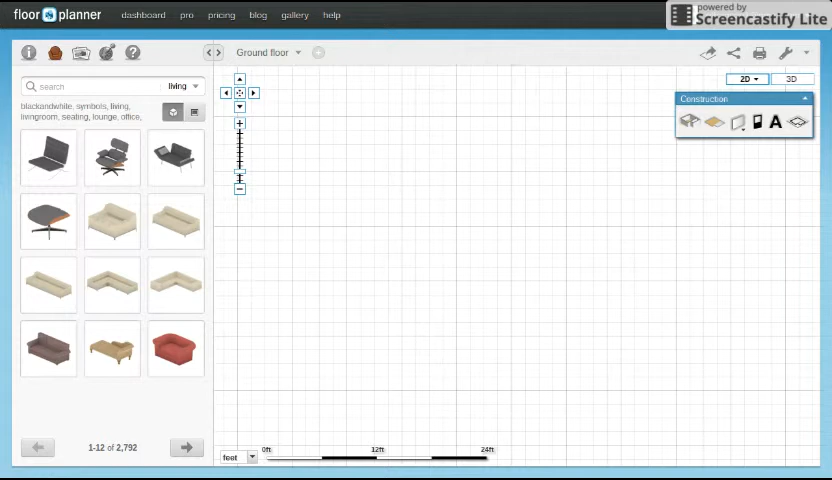 floor planner dashboard pro pricing blog gallery help
powered by
Screencastify Lite
Ground floor
search living
2D 3D
blackandwhite, symbols, living,
livingroom, seating, lounge, office,
Construction
A
1-12 of 2,792
feet 0ft 12ft 24ft